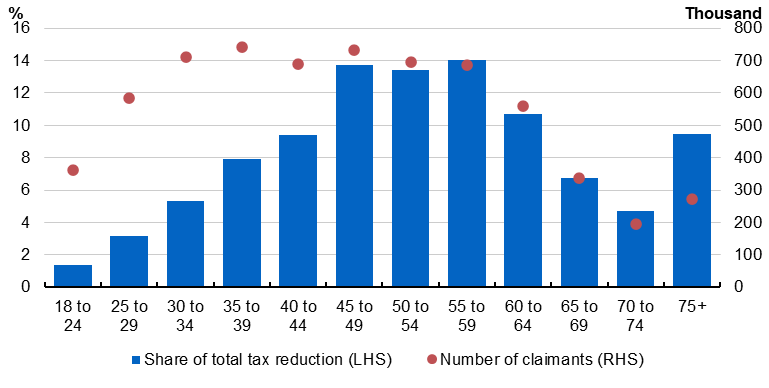 % Thousand
16 800
14 700
12 600
10 500
8 400
6 300
4 200
2 100
0 0
18 to 25 to 30 to 35 to 40 to 45 to 50 to 55 to 60 to 65 to 70 to 75+
24 29 34 39 44 49 54 59 64 69 74
Share of total tax reduction (LHS) Number of claimants (RHS)